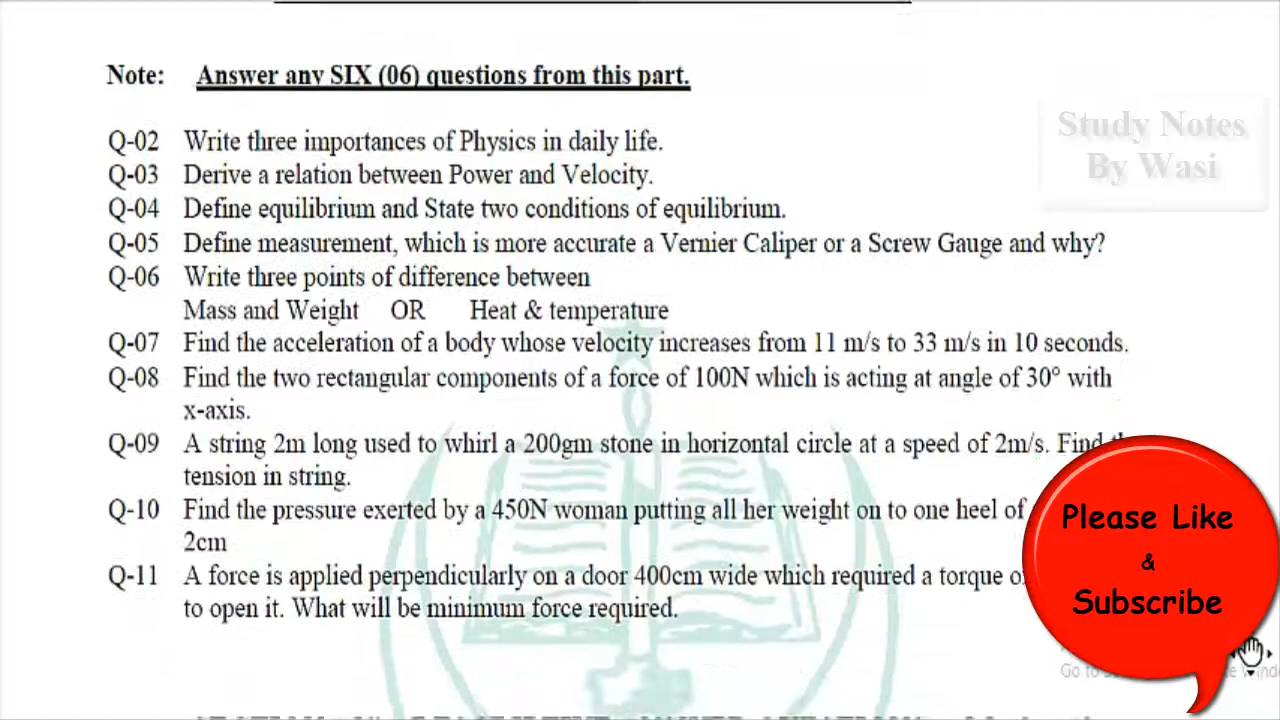 Note: Answer any SIX (06) questions from this part.
Study Notes
By Wasi
Q-02 Write three importances of Physics in daily life.
Q-03 Derive a relation between Power and Velocity.
Q-04 Define equilibrium and State two conditions of equilibrium.
Q-05 Define measurement, which is more accurate a Vernier Caliper or a Screw Gauge and why?
Q-06 Write three points of difference between
Mass and Weight OR Heat & temperature
Q-07 Find the acceleration of a body whose velocity increases from 11 m/s to 33 m/s in 10 seconds.
Q-08 Find the two rectangular components of a force of 100N which is acting at angle of 30° with
x-axis.
Q-09 A string 2m long used to whirl a 200gm stone in horizontal circle at a speed of 2m/s. Find
tension in string.
Q-10 Find the pressure exerted by a 450N woman putting all her weight on to one heel of
2cm
Q-11 A force is applied perpendicularly on a door 400cm wide which required a torque
to open it. What will be minimum force required.
Please Like
&
Subscribe
Go to